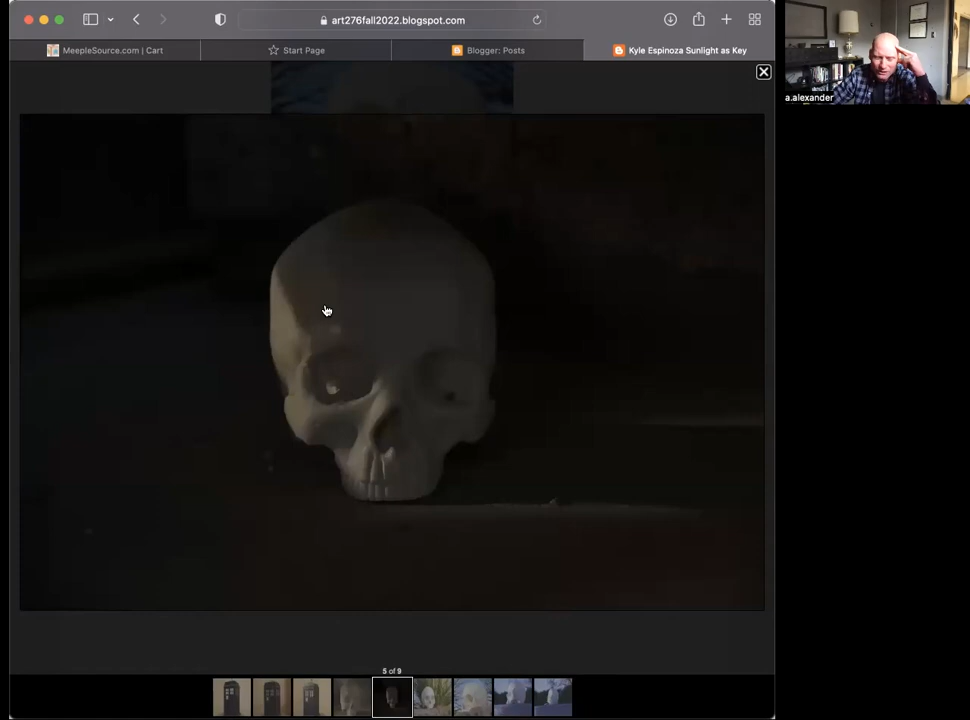 art276fall2022.blogspot.com
MeepleSource.com | Cart
Start Page
Blogger: Posts
Kyle Espinoza Sunlight as Key
a.alexander
5 of 9